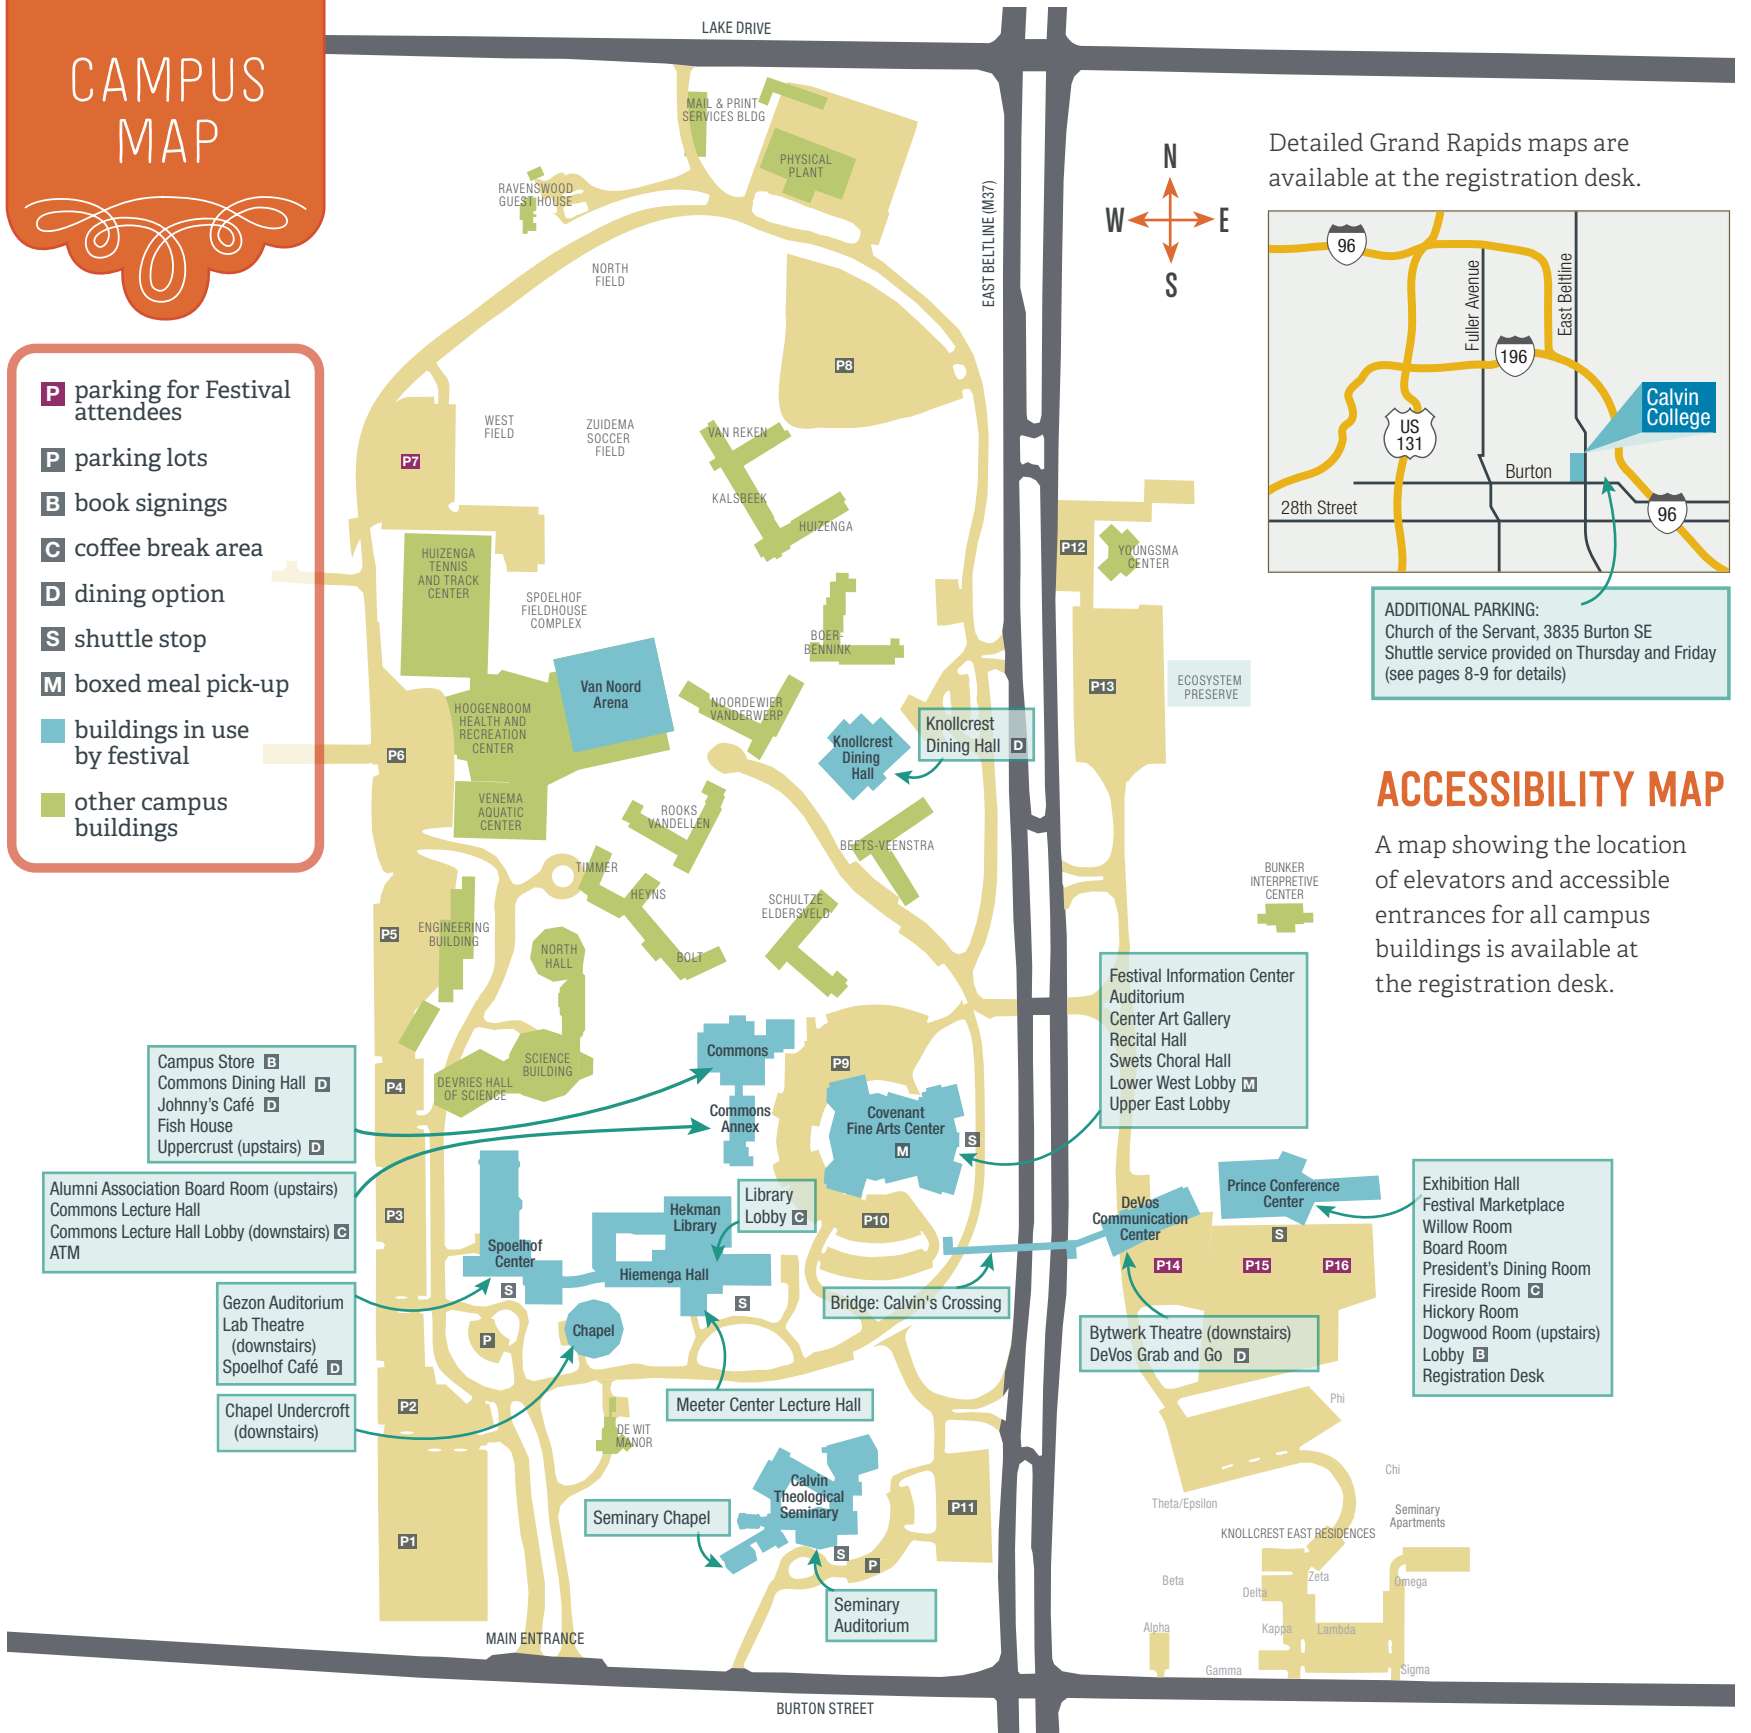 CAMPUS
MAP
P parking for Festival
attendees
P parking lots
B book signings
C coffee break area
D dining option
S shuttle stop
M boxed meal pick-up
buildings in use
by festival
other campus
buildings
LAKE DRIVE
MAIL & PRINT
SERVICES BLDG
PHYSICAL
PLANT
RAVENSWOOD
GUEST HOUSE
NORTH
FIELD
EAST BELTLINE (M37)
N
W E
S
Detailed Grand Rapids maps are
available at the registration desk.
96
Fuller Avenue
East Beltline
196
US
131
Calvin
College
Burton
28th Street
96
ADDITIONAL PARKING:
Church of the Servant, 3835 Burton SE
Shuttle service provided on Thursday and Friday
(see pages 8-9 for details)
P8
WEST
FIELD
ZUIDEMA
SOCCER
FIELD
VAN REKEN
P7
KALSBEEK
HUIZENGA
HUIZENGA
TENNIS
AND TRACK
CENTER
SPOELHOF
FIELDHOUSE
COMPLEX
P12
YOUNGSMA
CENTER
BOER-
BENNINK
P13
ECOSYSTEM
PRESERVE
Van Noord
Arena
HOOGENBOOM
HEALTH AND
RECREATION
CENTER
NOORDEWIER
VANDERWERP
Knollcrest
Dining
Hall
Knollcrest
Dining Hall D
P6
VENEMA
AQUATIC
CENTER
ROOKS
VANDELLEN
BEETS-VEENSTRA
ACCESSIBILITY MAP
A map showing the location
of elevators and accessible
entrances for all campus
buildings is available at
the registration desk.
TIMMER
HEYNS
SCHULTZE
ELDERSVELD
BUNKER
INTERPRETIVE
CENTER
P5
ENGINEERING
BUILDING
NORTH
HALL
BOLT
Festival Information Center
Auditorium
Center Art Gallery
Recital Hall
Swets Choral Hall
Lower West Lobby M
Upper East Lobby
Campus Store B
Commons Dining Hall D
Johnny's Café D
Fish House
Uppercrust (upstairs) D
P4
DEVRIES HALL
OF SCIENCE
SCIENCE
BUILDING
Commons
P9
Commons
Annex
Covenant
Fine Arts Center
M
S
Alumni Association Board Room (upstairs)
Commons Lecture Hall
Commons Lecture Hall Lobby (downstairs) C
ATM
P3
Spoelhof
Center
S
Hekman
Library
Library
Lobby C
Hiemenga Hall
S
P10
DeVos
Communication
Center
Prince Conference
Center
S
P14
P15
P16
Exhibition Hall
Festival Marketplace
Willow Room
Board Room
President's Dining Room
Fireside Room C
Hickory Room
Dogwood Room (upstairs)
Lobby B
Registration Desk
Gezon Auditorium
Lab Theatre
(downstairs)
Spoelhof Café D
P
Chapel
Bridge: Calvin's Crossing
Bytwerk Theatre (downstairs)
DeVos Grab and Go D
Chapel Undercroft
(downstairs)
P2
Meeter Center Lecture Hall
DE WIT
MANOR
Phi
Chi
P1
Seminary Chapel
Calvin
Theological
Seminary
S
P
P11
Seminary
Auditorium
Theta/Epsilon
Seminary
Apartments
KNOLLCREST EAST RESIDENCES
Beta
Delta
Zeta
Omega
Alpha
Kappa
Lambda
Gamma
Sigma
MAIN ENTRANCE
BURTON STREET